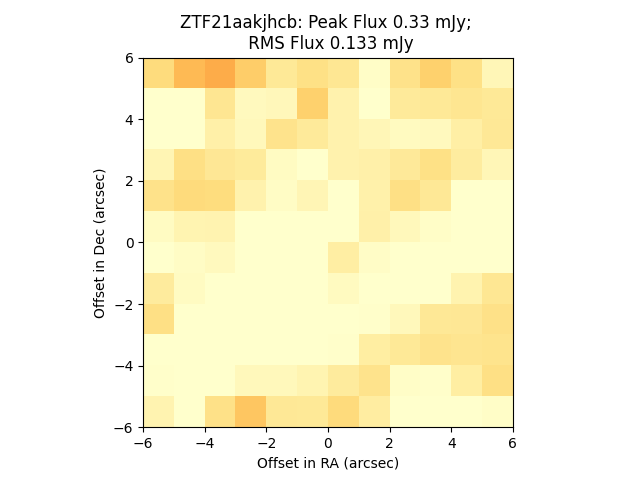 ZTF21aakjhcb: Peak Flux 0.33 mJy;
RMS Flux 0.133 mJy
6
4
2
0
−2
−4
−6
Offset in Dec (arcsec)
−6 −4 −2 0 2 4 6
Offset in RA (arcsec)